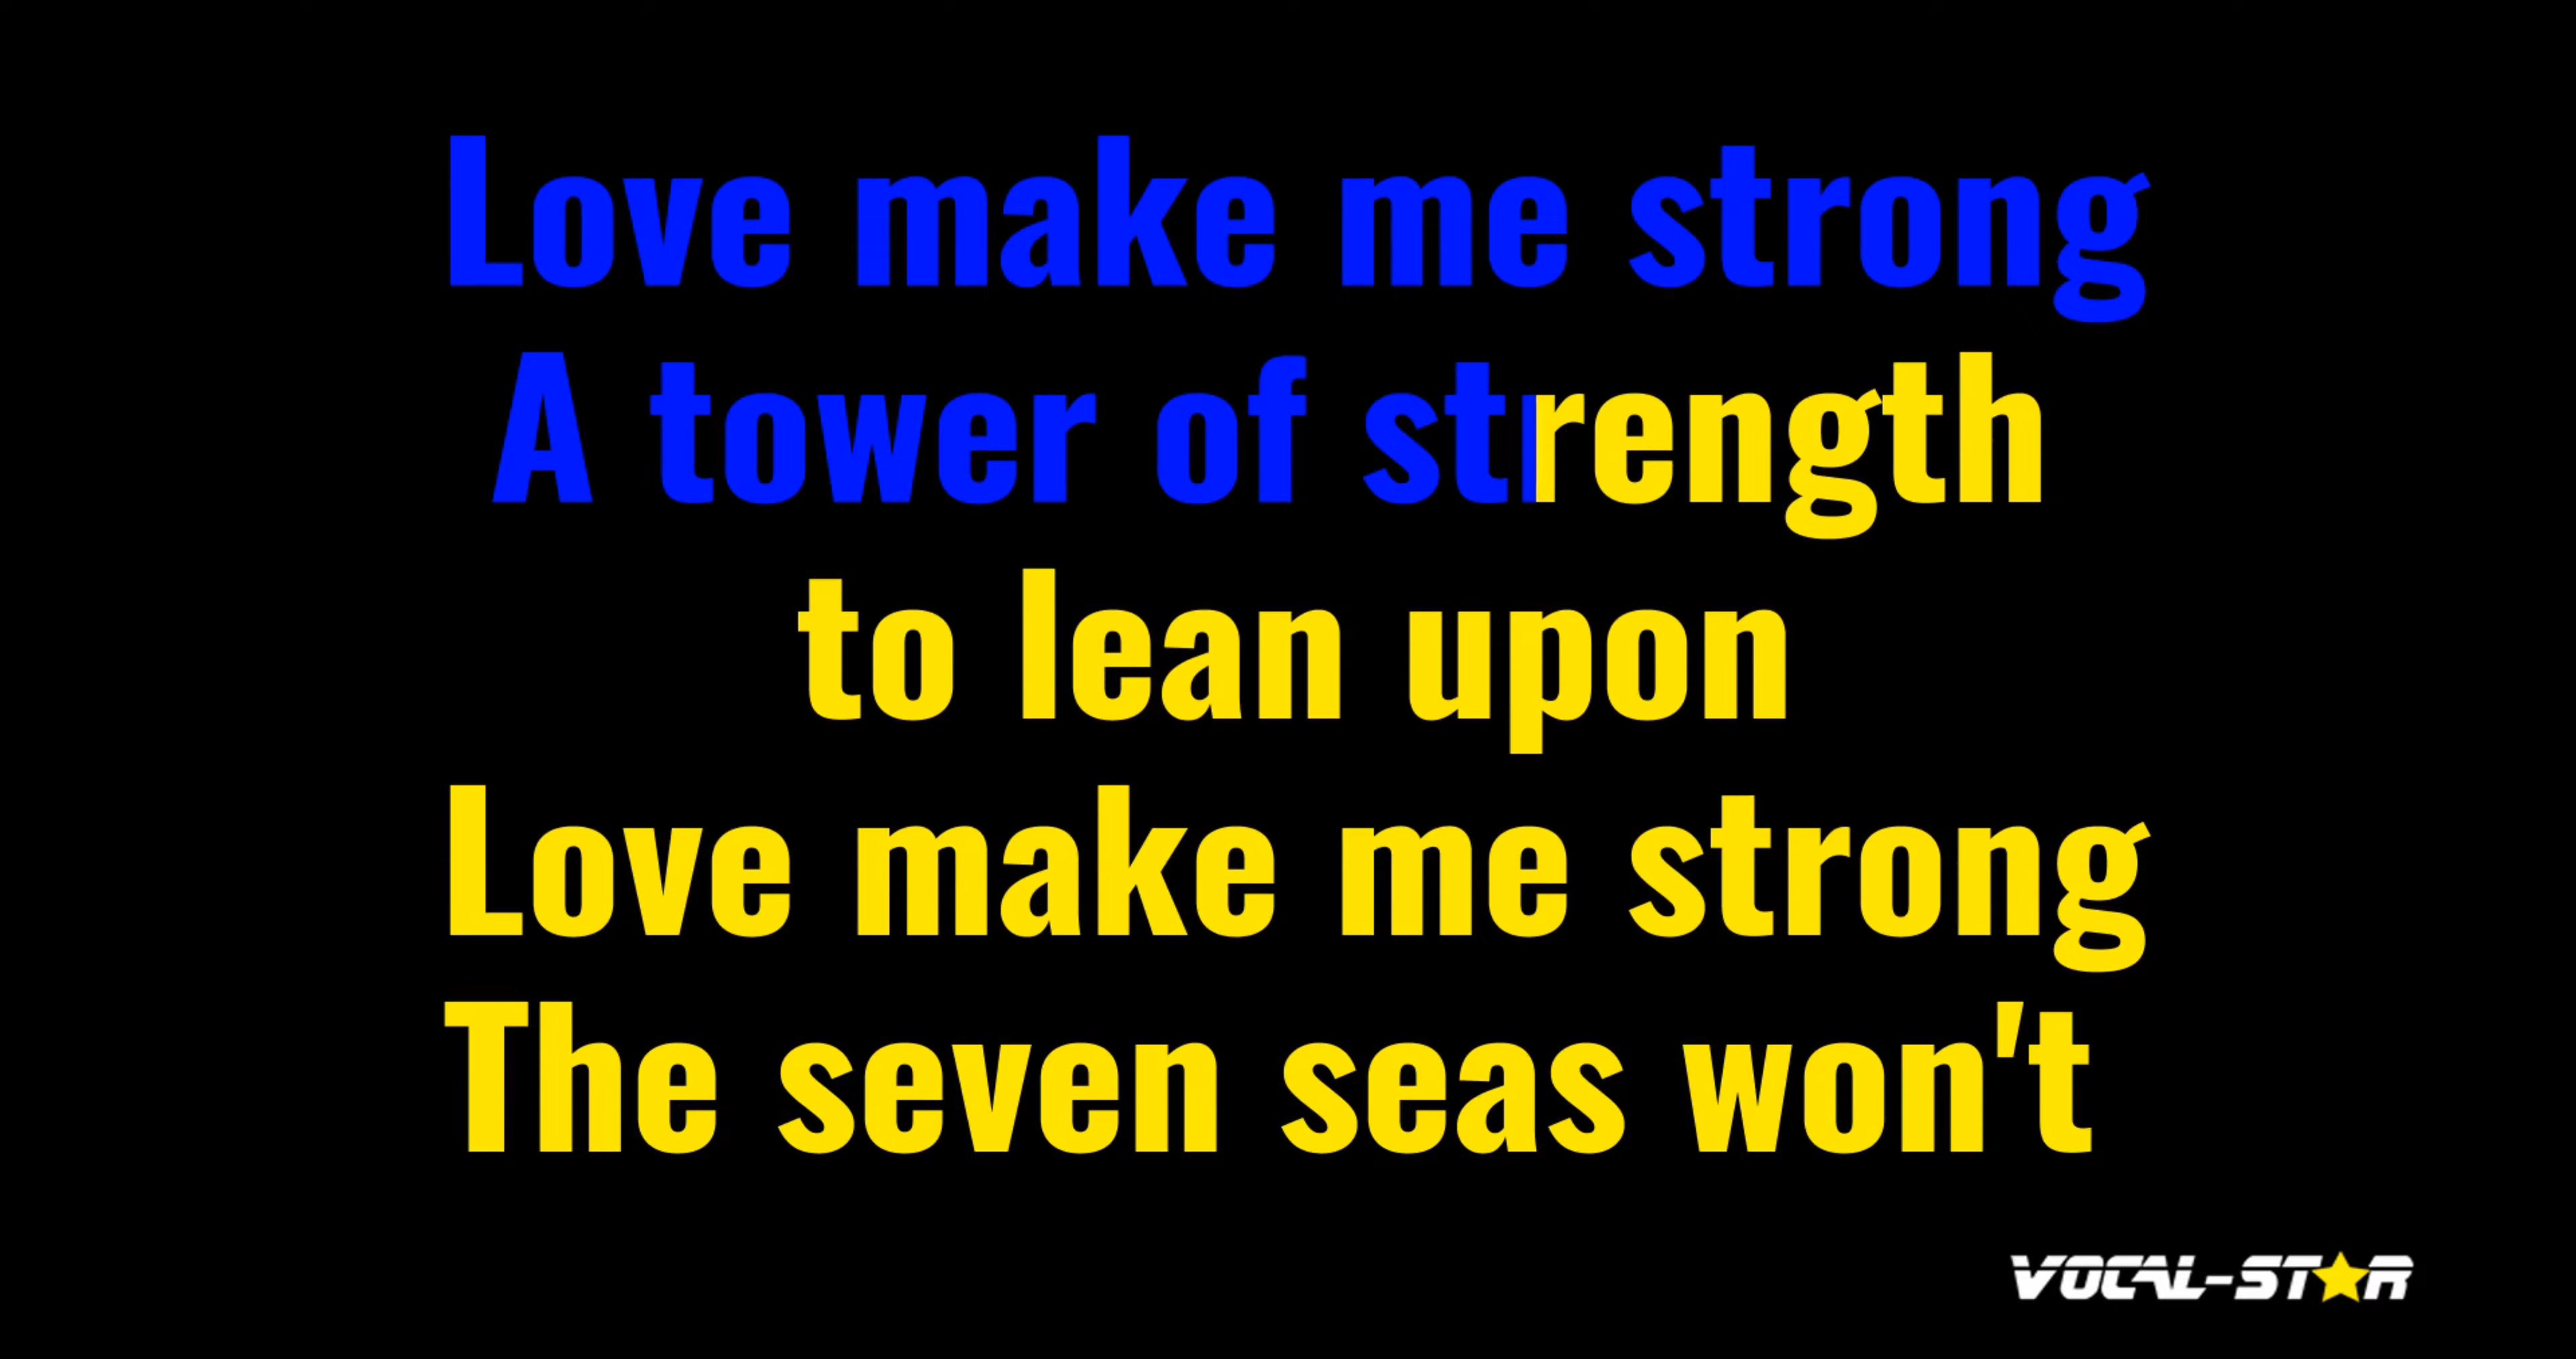 Love make me strong
A tower of strength
to lean upon
Love make me strong
The seven seas won't
VOCAL-STAR